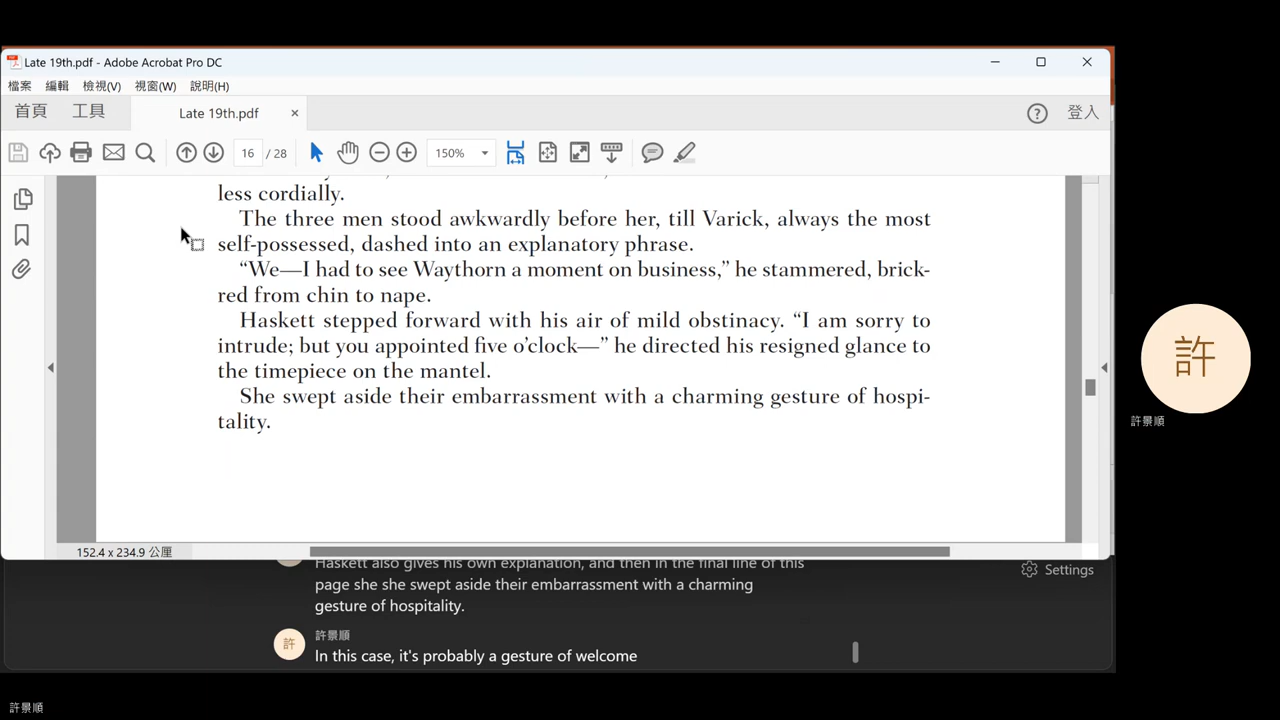 Late 19th.pdf - Adobe Acrobat Pro DC
檔案 編輯 檢視(V) 視窗(W) 說明(H)
首頁 工具 Late 19th.pdf × 登入
16 / 28 150%
less cordially.
The three men stood awkwardly before her, till Varick, always the most
self-possessed, dashed into an explanatory phrase.
“We—I had to see Waythorn a moment on business,” he stammered, brick-
red from chin to nape.
Haskett stepped forward with his air of mild obstinacy. “I am sorry to
intrude; but you appointed five o’clock—” he directed his resigned glance to
the timepiece on the mantel.
She swept aside their embarrassment with a charming gesture of hospi-
tality.
152.4 x 234.9 公厘
Haskett also gives his own explanation, and then in the final line of this
page she she swept aside their embarrassment with a charming
gesture of hospitality.
許
許景順
In this case, it's probably a gesture of welcome
Settings
許
許景順
許景順